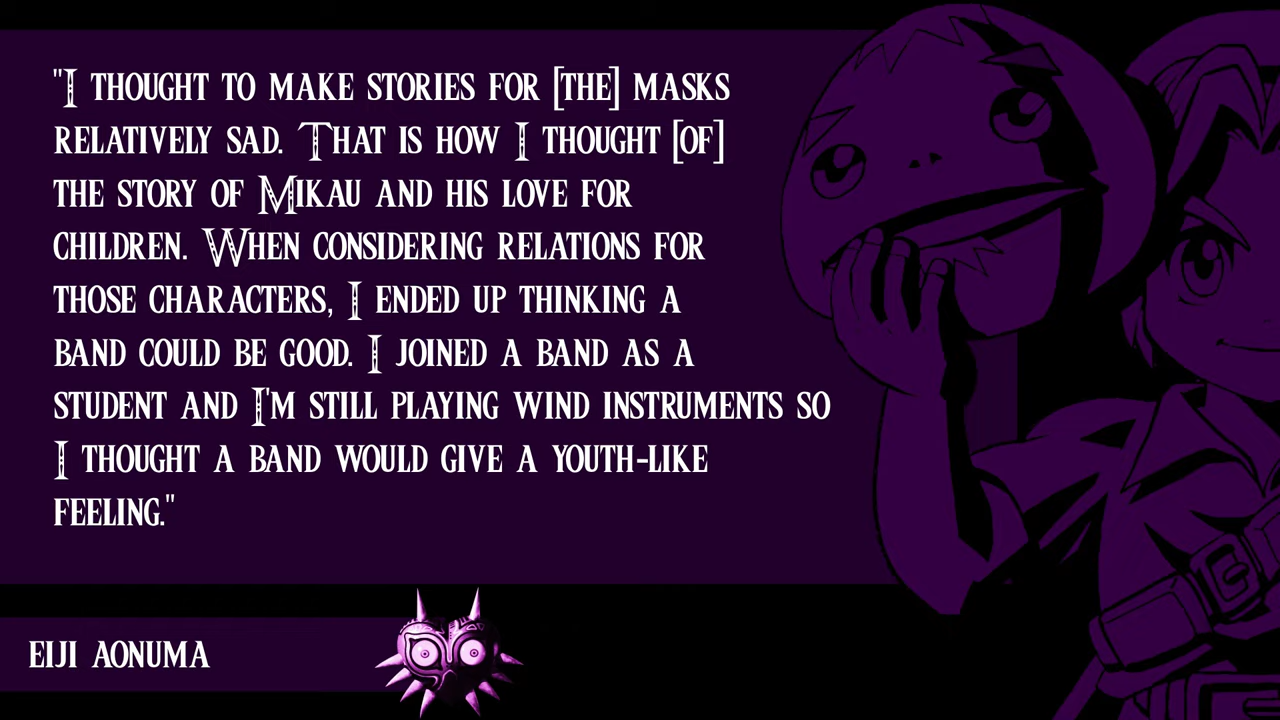 "I thought to make stories for [the] masks
relatively sad. That is how I thought [of]
the story of Mikau and his love for
children. When considering relations for
those characters, I ended up thinking a
band could be good. I joined a band as a
student and I'm still playing wind instruments so
I thought a band would give a youth-like
feeling."
Eiji Aonuma